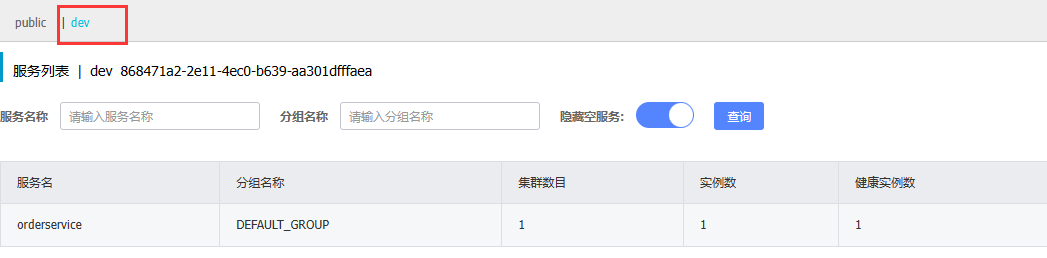 public | dev
服务列表 | dev 868471a2-2e11-4ec0-b639-aa301dfffaea
服务名称 请输入服务名称 分组名称 请输入分组名称 隐藏空服务: 查询
服务名 分组名称 集群数目 实例数 健康实例数
orderservice DEFAULT_GROUP 1 1 1